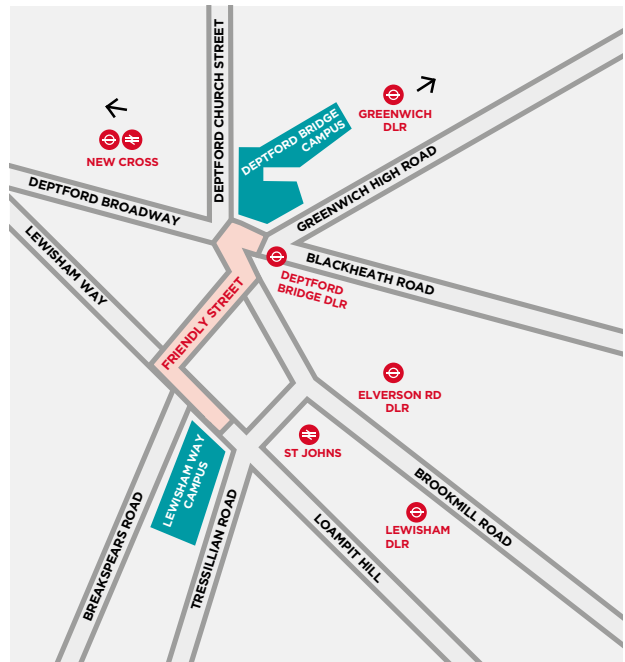 DEPTFORD CHURCH STREET
DEPTFORD BRIDGE
CAMPUS
GREENWICH
DLR
NEW CROSS
GREENWICH HIGH ROAD
DEPTFORD BROADWAY
LEWISHAM WAY
BLACKHEATH ROAD
DEPTFORD
BRIDGE DLR
FRIENDLY STREET
ELVERSON RD
DLR
ST JOHNS
LEWISHAM WAY
CAMPUS
BROOKMILL ROAD
LEWISHAM
DLR
BREAKSPEARS ROAD
TRESSILLIAN ROAD
LOAMPIT HILL